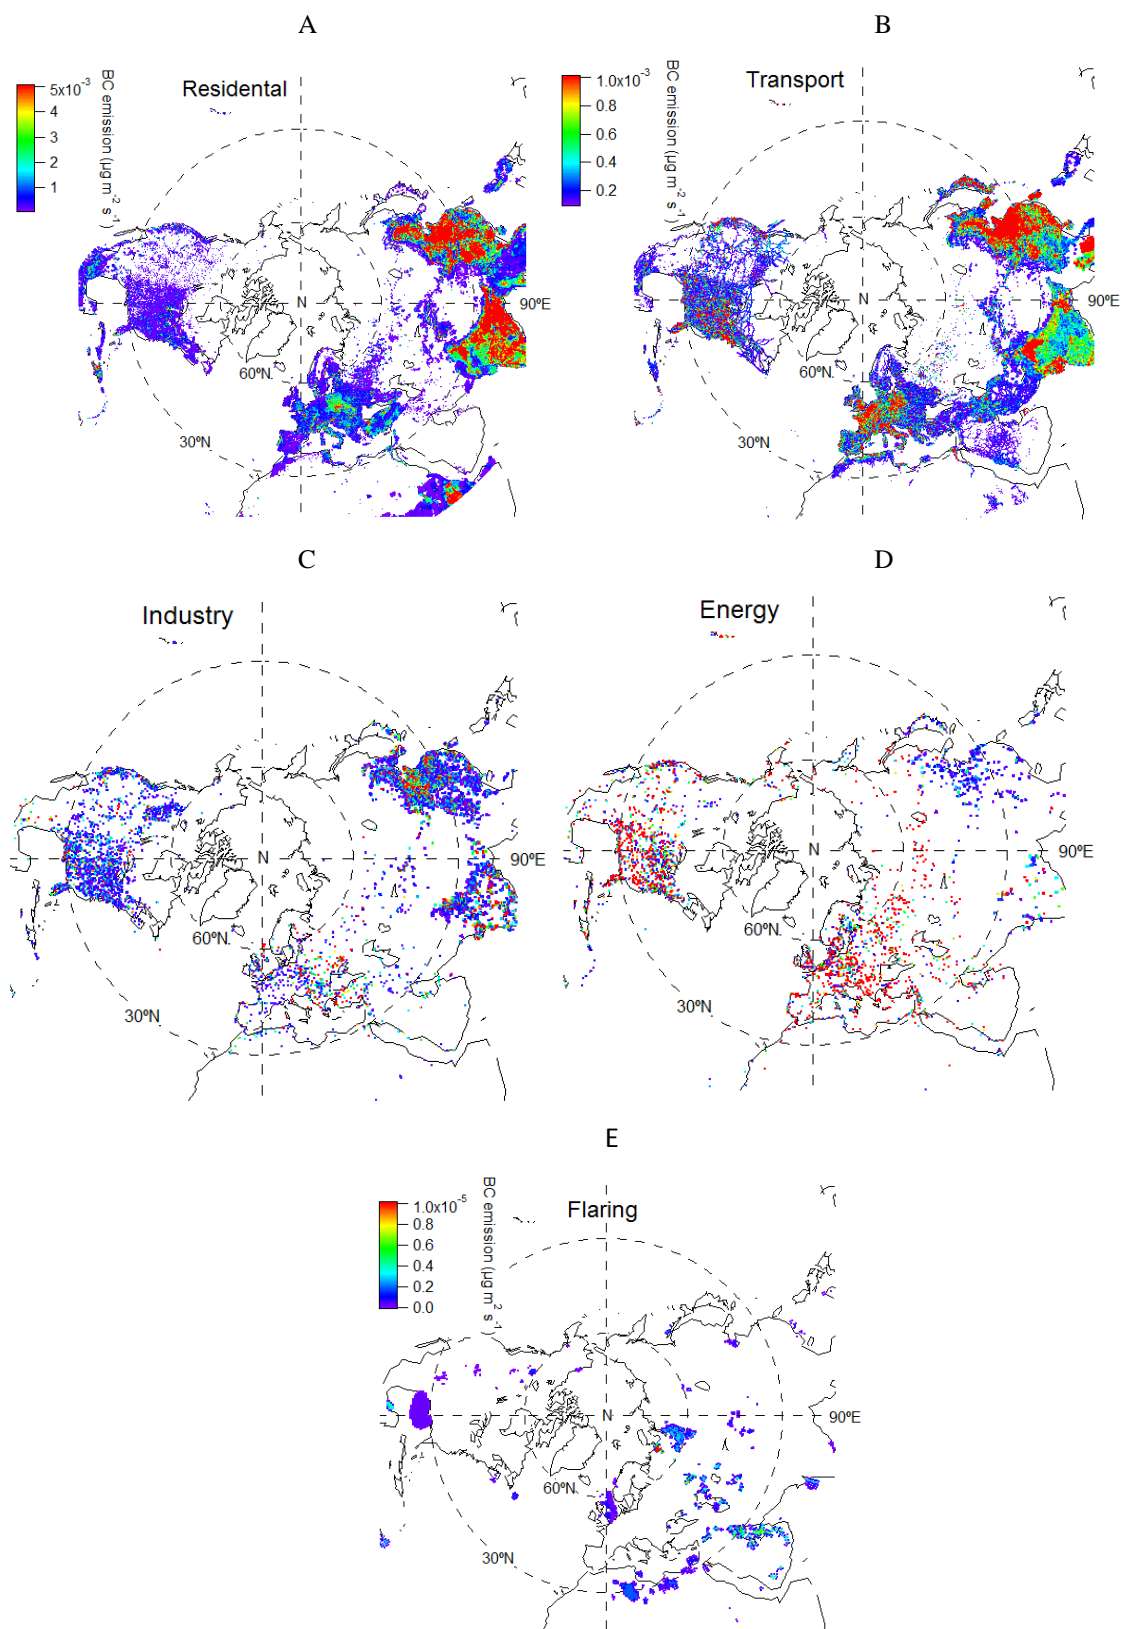 A
B
Residental
5x10⁻³
4
3
2
1
BC emission (µg m⁻² s⁻¹)
N
90ºE
60ºN
30ºN
Transport
1.0x10⁻³
0.8
0.6
0.4
0.2
BC emission (µg m⁻² s⁻¹)
N
90ºE
60ºN
30ºN
C
D
Industry
N
90ºE
60ºN
30ºN
Energy
N
90ºE
60ºN
30ºN
E
Flaring
1.0x10⁻⁵
0.8
0.6
0.4
0.2
0.0
BC emission (µg m⁻² s⁻¹)
N
90ºE
60ºN
30ºN